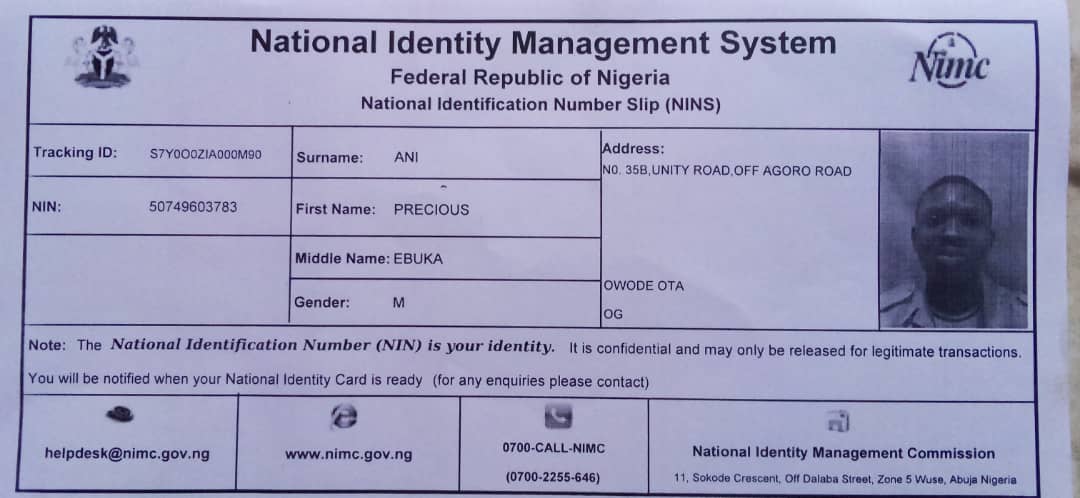 National Identity Management System
Federal Republic of Nigeria
National Identification Number Slip (NINS)
Nimc
Tracking ID: S7Y0O0ZIA000M90
Surname: ANI
Address:
N0. 35B,UNITY ROAD,OFF AGORO ROAD
NIN: 50749603783
First Name: PRECIOUS
Middle Name: EBUKA
OWODE OTA
Gender: M
OG
Note: The National Identification Number (NIN) is your identity. It is confidential and may only be released for legitimate transactions.
You will be notified when your National Identity Card is ready (for any enquiries please contact)
helpdesk@nimc.gov.ng
www.nimc.gov.ng
0700-CALL-NIMC
(0700-2255-646)
National Identity Management Commission
11, Sokode Crescent, Off Dalaba Street, Zone 5 Wuse, Abuja Nigeria